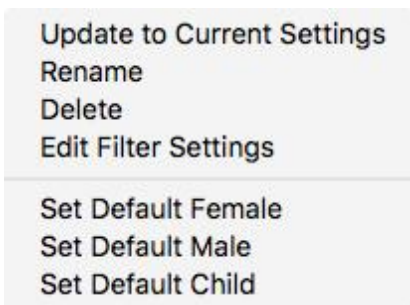 Update to Current Settings
Rename
Delete
Edit Filter Settings
Set Default Female
Set Default Male
Set Default Child